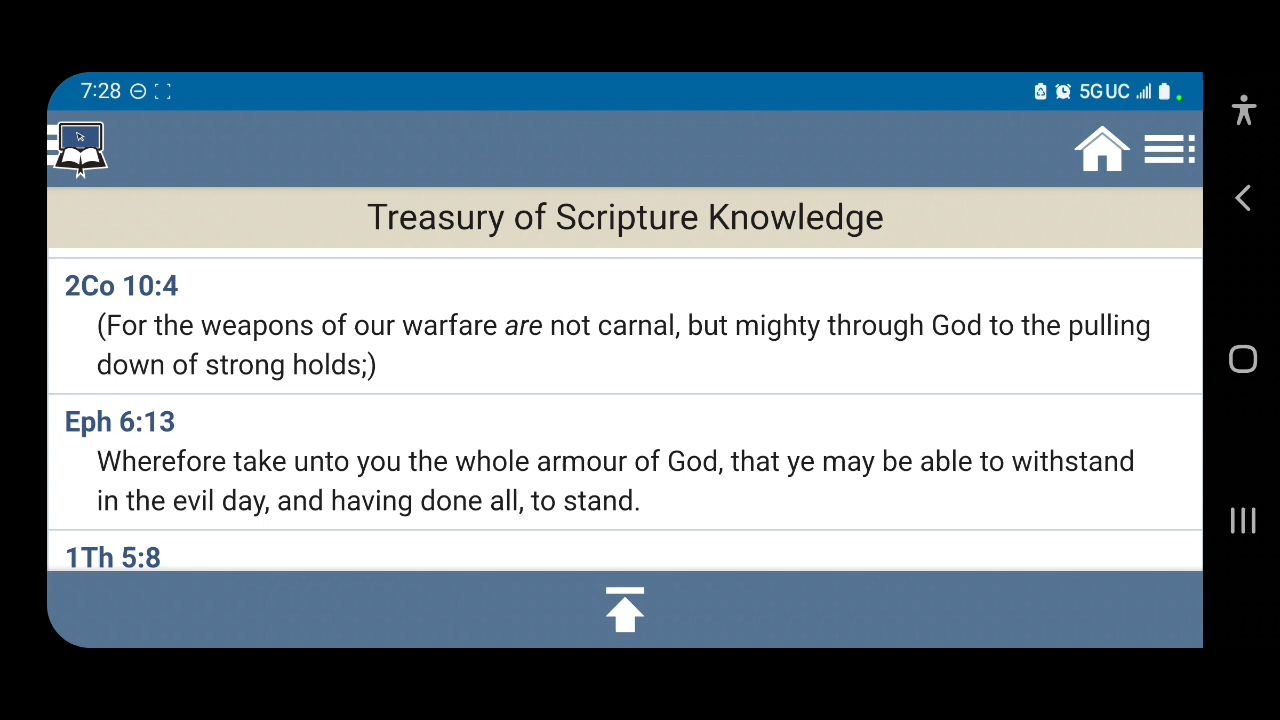 7:28
5G UC
Treasury of Scripture Knowledge
2Co 10:4
(For the weapons of our warfare are not carnal, but mighty through God to the pulling
down of strong holds;)
Eph 6:13
Wherefore take unto you the whole armour of God, that ye may be able to withstand
in the evil day, and having done all, to stand.
1Th 5:8